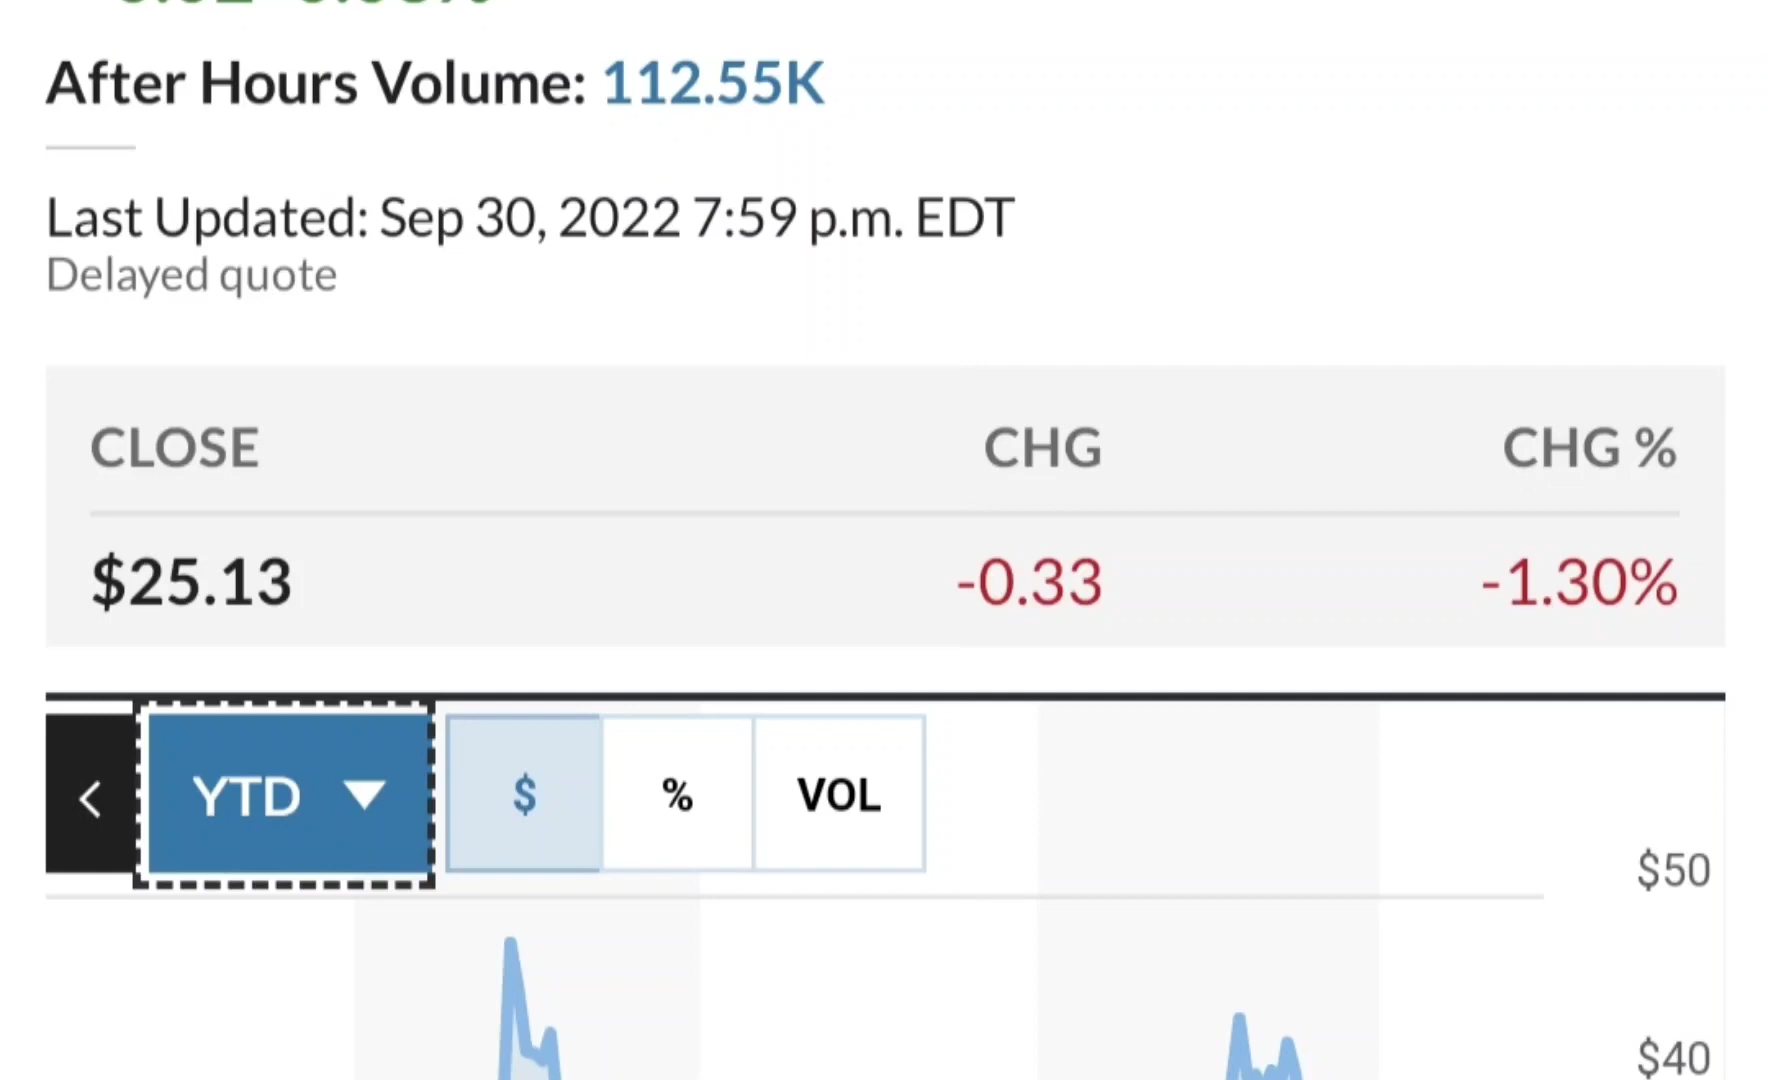 After Hours Volume: 112.55K
Last Updated: Sep 30, 2022 7:59 p.m. EDT
Delayed quote
CLOSE CHG CHG %
$25.13 -0.33 -1.30%
YTD $ % VOL
$50
$40